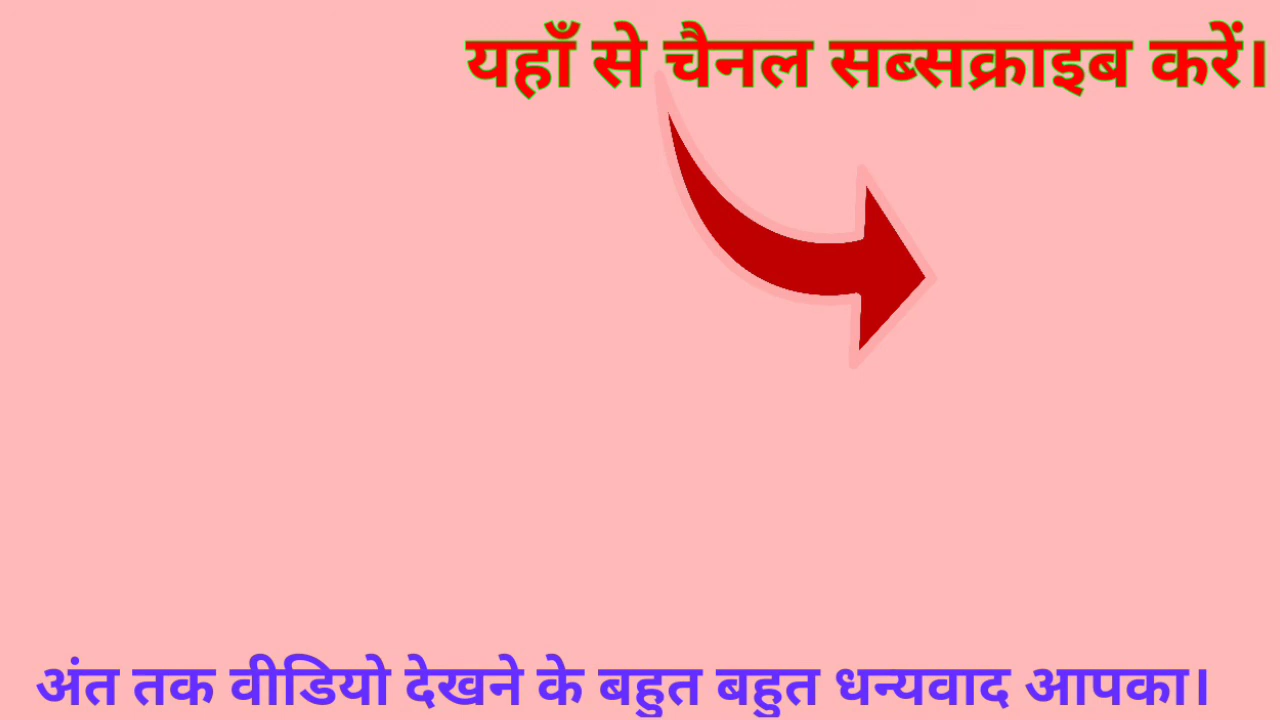 यहाँ से चैनल सब्सक्राइब करें।
अंत तक वीडियो देखने के बहुत बहुत धन्यवाद आपका।